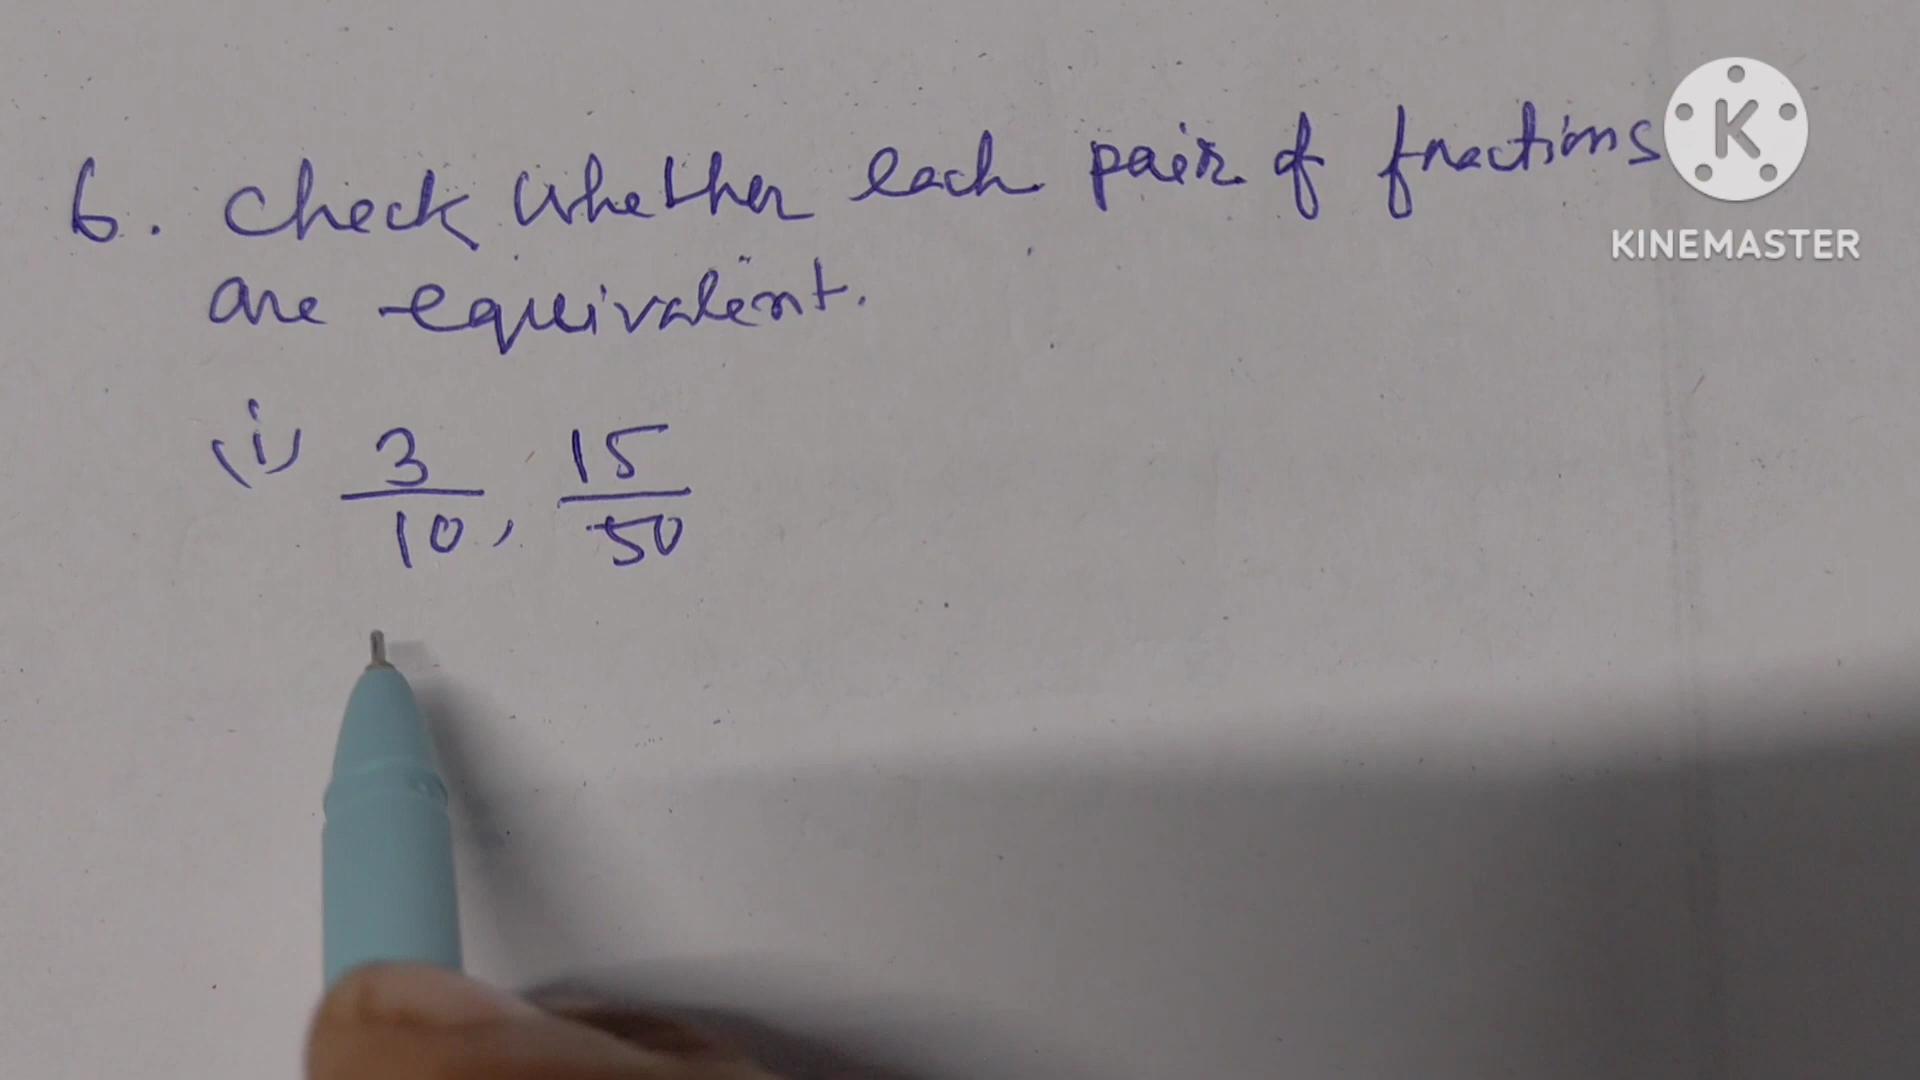 6. Check whether each pair of fractions
are equivalent.
(i) 3/10, 15/50
K
KINEMASTER